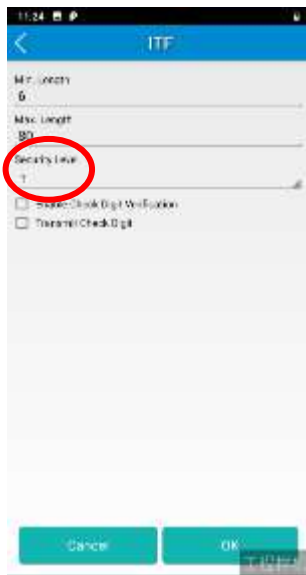 11:24
ITF
Min. Length
6
Max. Length
80
Security Level
1
Enable Check Digit Verification
Transmit Check Digit
Cancel
OK